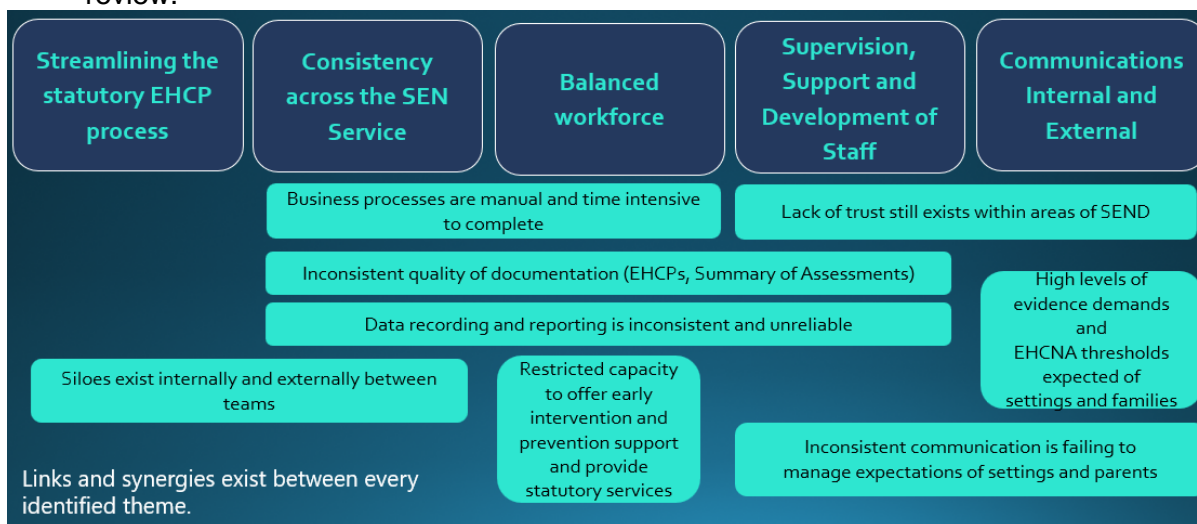 review.
Streamlining the
statutory EHCP
process
Consistency
across the SEN
Service
Balanced
workforce
Supervision,
Support and
Development of
Staff
Communications
Internal and
External
Business processes are manual and time intensive
to complete
Lack of trust still exists within areas of SEND
Inconsistent quality of documentation (EHCPs, Summary of Assessments)
High levels of
evidence demands
and
EHCNA thresholds
expected of
settings and families
Data recording and reporting is inconsistent and unreliable
Siloes exist internally and externally between
teams
Restricted capacity
to offer early
intervention and
prevention support
and provide
statutory services
Inconsistent communication is failing to
manage expectations of settings and parents
Links and synergies exist between every
identified theme.